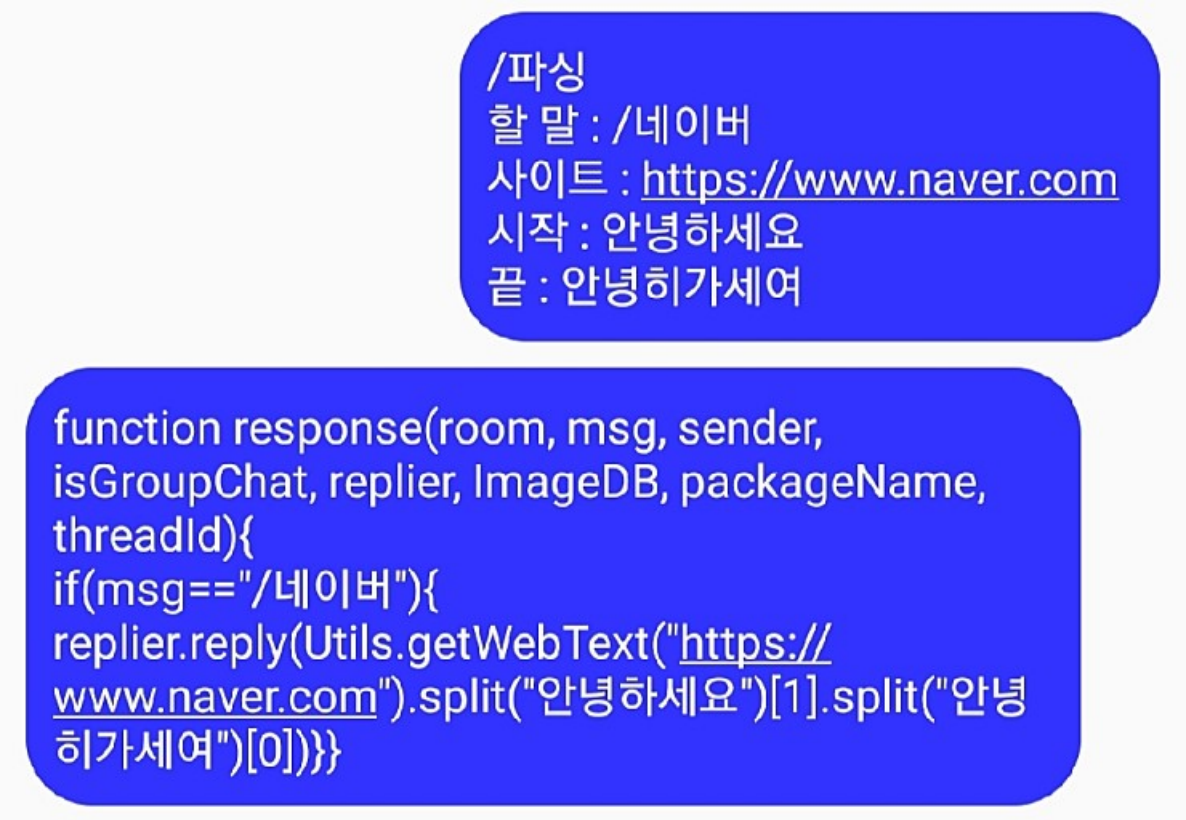 /파싱
할 말 : /네이버
사이트 : https://www.naver.com
시작 : 안녕하세요
끝 : 안녕히가세여
function response(room, msg, sender,
isGroupChat, replier, ImageDB, packageName,
threadId){
if(msg=="/네이버"){
replier.reply(Utils.getWebText("https://
www.naver.com").split("안녕하세요")[1].split("안녕
히가세여")[0])}}